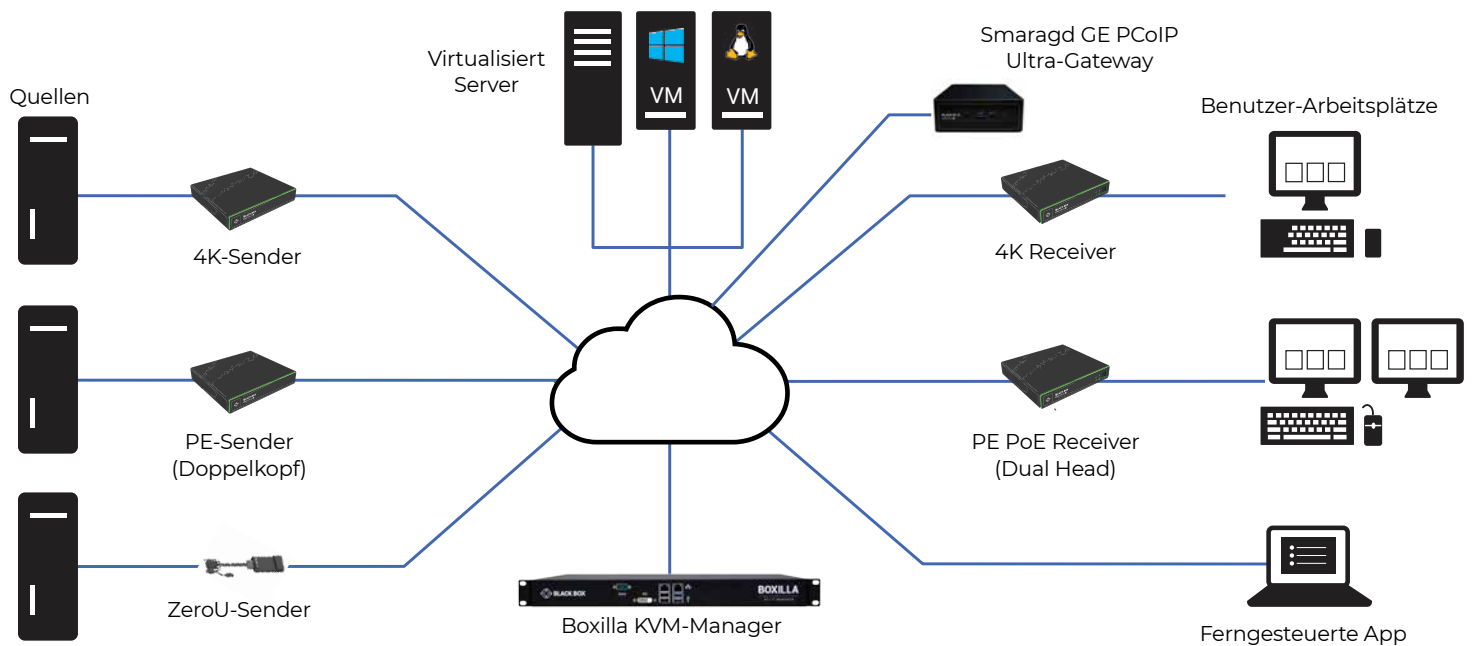 Quellen
Virtualisiert
Server
VM
VM
Smaragd GE PCoIP
Ultra-Gateway
Benutzer-Arbeitsplätze
4K-Sender
4K Receiver
PE-Sender
(Doppelkopf)
PE PoE Receiver
(Dual Head)
ZeroU-Sender
BLACK BOX
BOXILLA
Boxilla KVM-Manager
Ferngesteuerte App